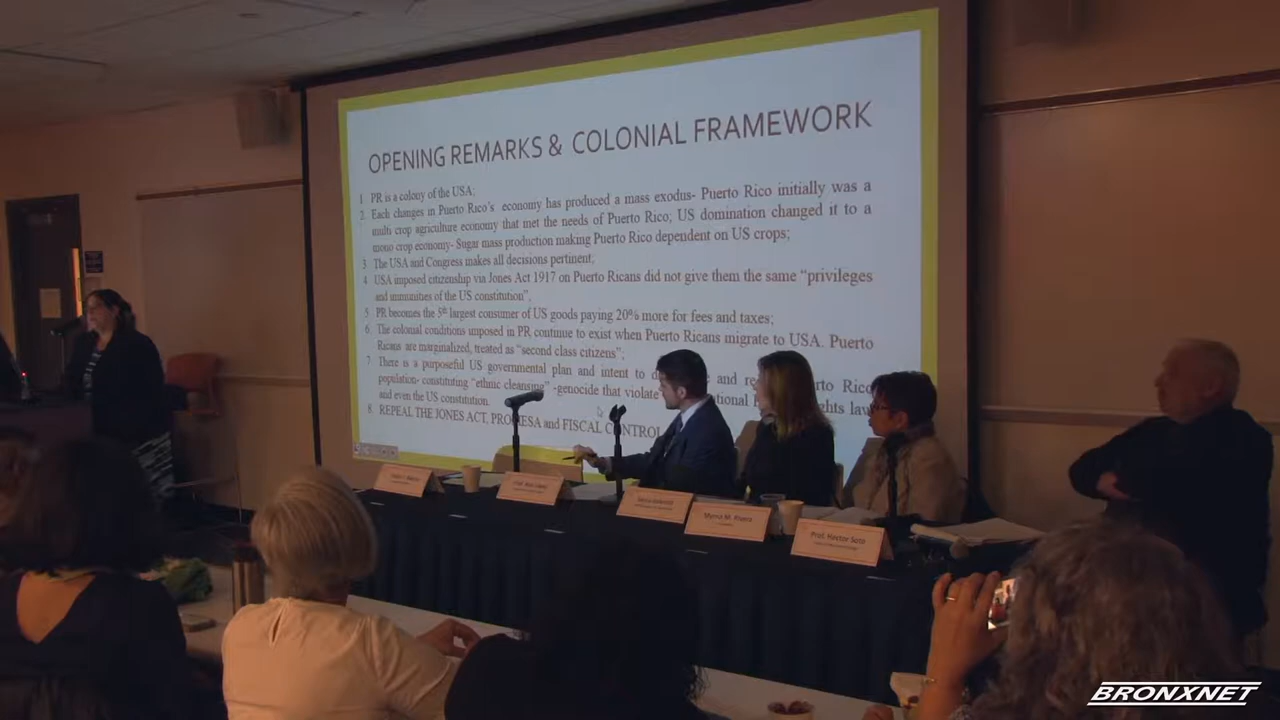 OPENING REMARKS & COLONIAL FRAMEWORK
1. PR is a colony of the USA;
2. Each changes in Puerto Rico's economy has produced a mass exodus- Puerto Rico initially was a
multi crop agriculture economy that met the needs of Puerto Rico; US domination changed it to a
mono crop economy- Sugar mass production making Puerto Rico dependent on US crops;
3 The USA and Congress makes all decisions pertinent;
4 USA imposed citizenship via Jones Act 1917 on Puerto Ricans did not give them the same "privileges
and immunities of the US constitution",
5 PR becomes the 5th largest consumer of US goods paying 20% more for fees and taxes;
6. The colonial conditions imposed in PR continue to exist when Puerto Ricans migrate to USA. Puerto
Ricans are marginalized, treated as "second class citizens";
7. There is a purposeful US governmental plan and intent to and Rico
population- constituting "ethnic cleansing" -genocide that violate law
and even the US constitution.
8. REPEAL THE JONES ACT, PROMESA and FISCAL CONTROL
Myrna M. Rivera
Prof. Hector Soto
BRONXNET